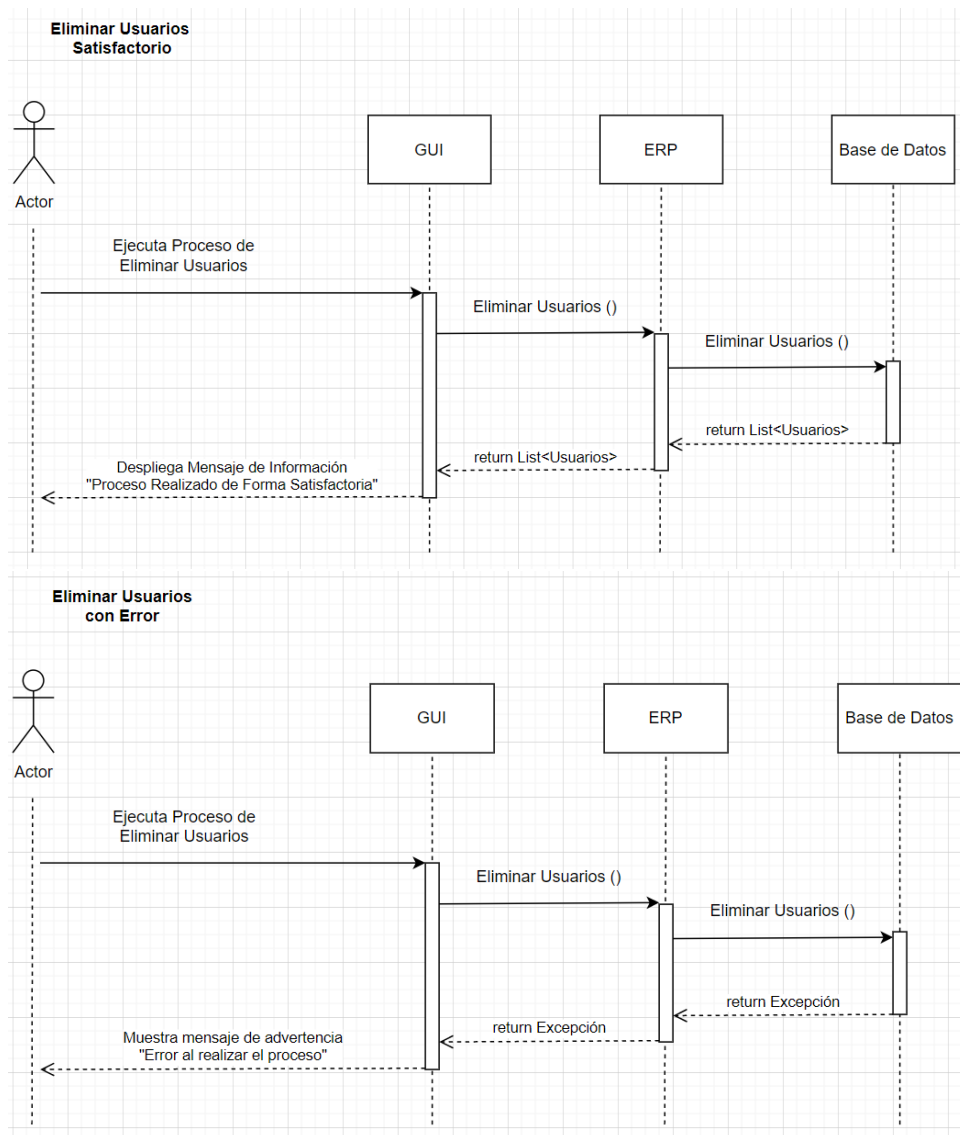 Eliminar Usuarios
Satisfactorio
GUI
ERP
Base de Datos
Actor
Ejecuta Proceso de
Eliminar Usuarios
Eliminar Usuarios ()
Eliminar Usuarios ()
return List<Usuarios>
return List<Usuarios>
Despliega Mensaje de Información
"Proceso Realizado de Forma Satisfactoria"
Eliminar Usuarios
con Error
GUI
ERP
Base de Datos
Actor
Ejecuta Proceso de
Eliminar Usuarios
Eliminar Usuarios ()
Eliminar Usuarios ()
return Excepción
return Excepción
Muestra mensaje de advertencia
"Error al realizar el proceso"